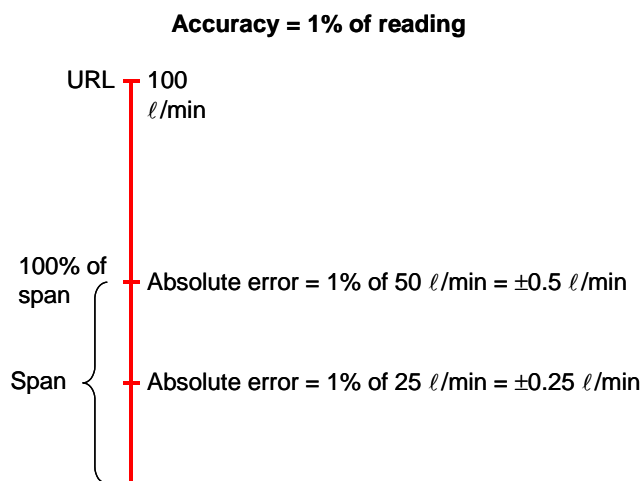 Accuracy = 1% of reading
URL 100
ℓ/min
100% of
span
Absolute error = 1% of 50 ℓ/min = ±0.5 ℓ/min
Span
Absolute error = 1% of 25 ℓ/min = ±0.25 ℓ/min